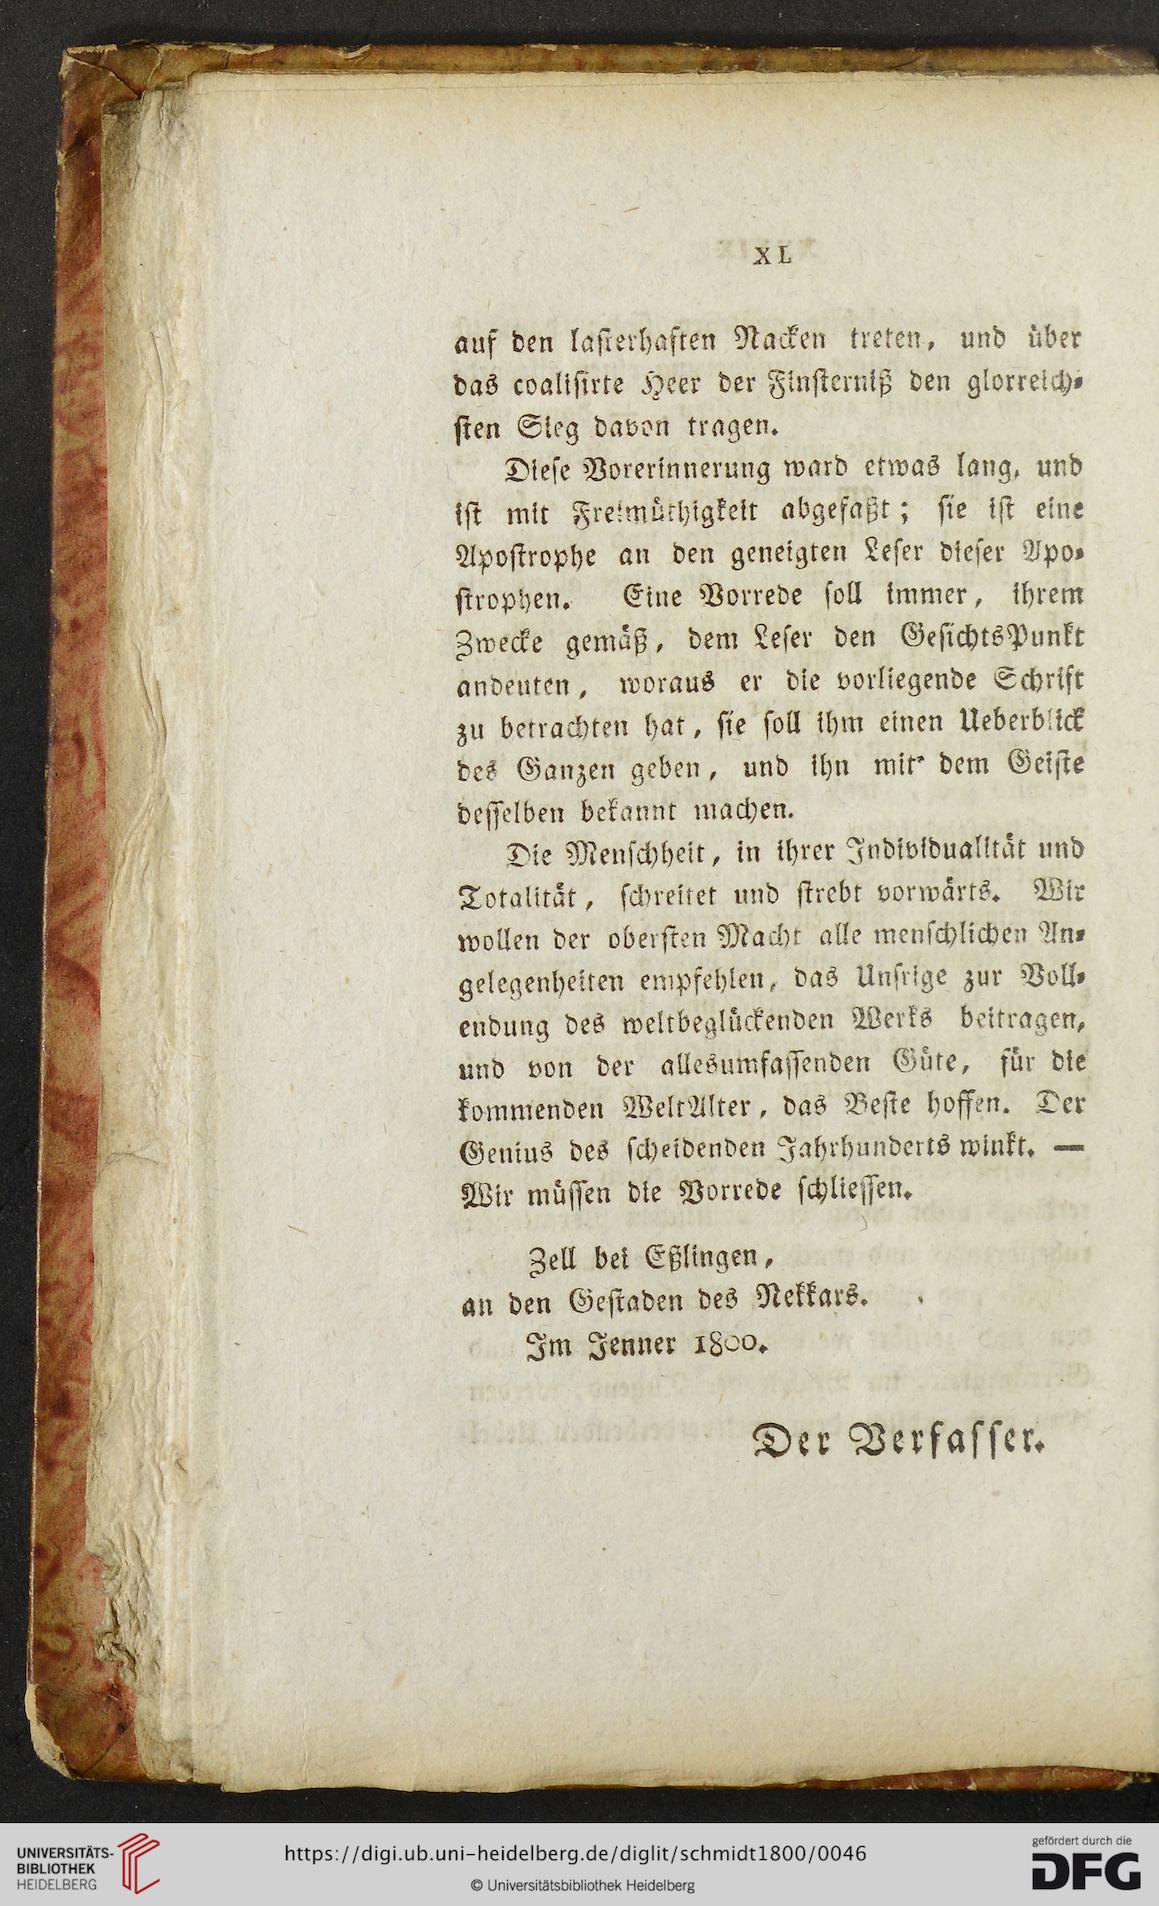 XL
auf den laſterhaften Nacken treten, und über
das coaliſirte Heer der Finſterniß den glorreich⸗
ſten Sieg davon tragen.
Dieſe Vorerinnerung ward etwas lang, und
iſt mit Freimüthigkeit abgefaßt; ſie iſt eine
Apoſtrophe an den geneigten Leſer dieſer Apo⸗
ſtrophen. Eine Vorrede ſoll immer, ihrem
Zwecke gemäß, dem Leſer den GeſichtsPunkt
andeuten, woraus er die vorliegende Schrift
zu betrachten hat, ſie ſoll ihm einen Ueberblick
des Ganzen geben, und ihn mit dem Geiſte
deſſelben bekannt machen.
Die Menſchheit, in ihrer Individualität und
Totalität, ſchreitet und ſtrebt vorwärts. Wir
wollen der oberſten Macht alle menſchlichen An⸗
gelegenheiten empfehlen, das Unſrige zur Voll⸗
endung des weltbeglückenden Werks beitragen,
und von der allesumfaſſenden Güte, für die
kommenden WeltAlter, das Beſte hoffen. Der
Genius des ſcheidenden Jahrhunderts winkt. —
Wir müſſen die Vorrede ſchlieſſen.
Zell bei Eßlingen,
an den Geſtaden des Nekkars.
Im Jenner 1800.
Der Verfaſſer.
UNIVERSITÄTS-
BIBLIOTHEK
HEIDELBERG
https://digi.ub.uni-heidelberg.de/diglit/schmidt1800/0046
© Universitätsbibliothek Heidelberg
gefördert durch die
DFG